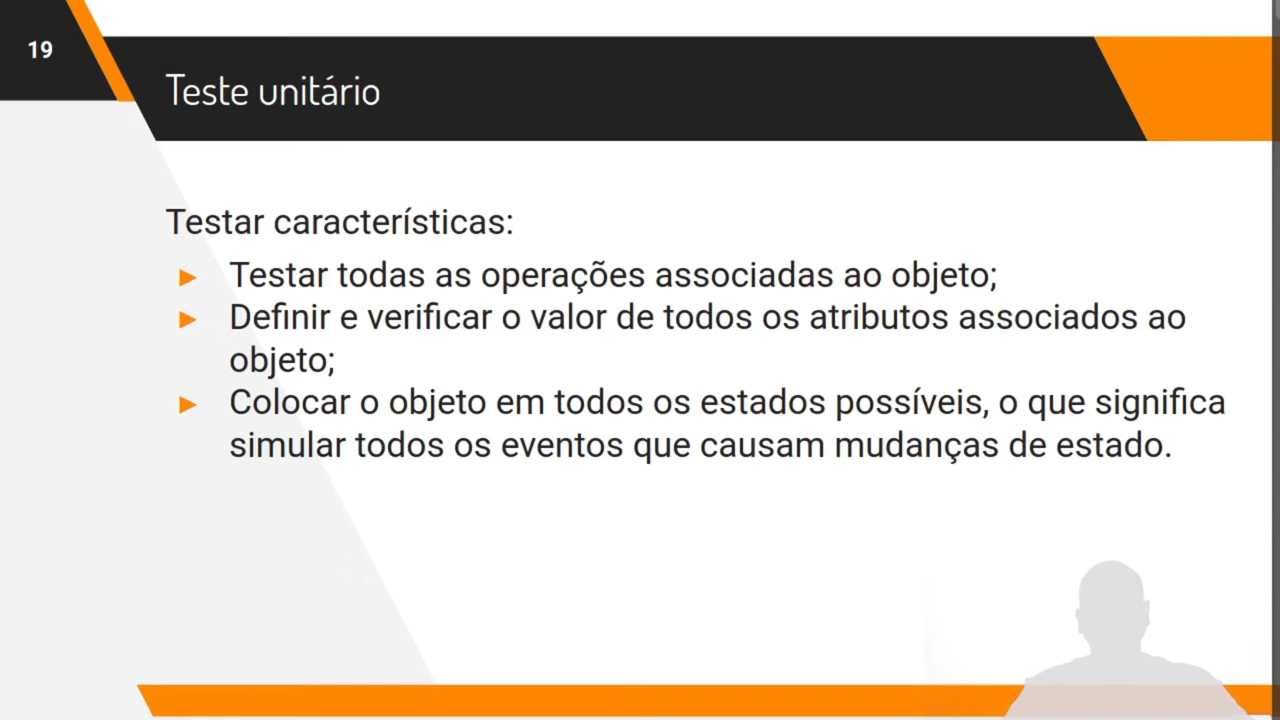 19
Teste unitário
Testar características:
► Testar todas as operações associadas ao objeto;
► Definir e verificar o valor de todos os atributos associados ao
objeto;
► Colocar o objeto em todos os estados possíveis, o que significa
simular todos os eventos que causam mudanças de estado.